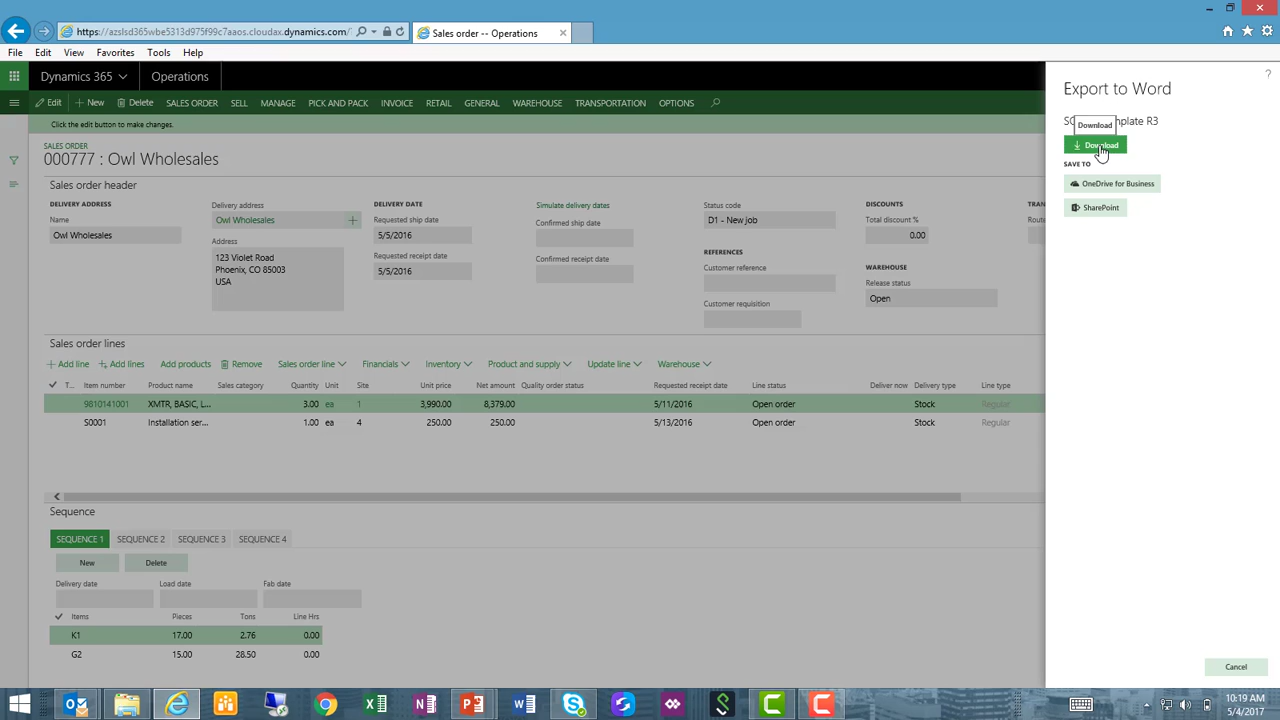 https://azslsd365wbe5313d975f99c7aaos.cloudax.dynamics.com/
Sales order -- Operations
File Edit View Favorites Tools Help
Dynamics 365 Operations
Edit New Delete SALES ORDER SELL MANAGE PICK AND PACK INVOICE RETAIL GENERAL WAREHOUSE TRANSPORTATION OPTIONS
Click the edit button to make changes.
SALES ORDER
000777 : Owl Wholesales
Sales order header
DELIVERY ADDRESS
Name
Owl Wholesales
Delivery address
Owl Wholesales
Address
123 Violet Road
Phoenix, CO 85003
USA
DELIVERY DATE
Requested ship date
5/5/2016
Requested receipt date
5/5/2016
Simulate delivery dates
Confirmed ship date
Confirmed receipt date
Status code
D1 - New job
REFERENCES
Customer reference
Customer requisition
DISCOUNTS
Total discount %
0.00
WAREHOUSE
Release status
Open
Sales order lines
Add line Add lines Add products Remove Sales order line Financials Inventory Product and supply Update line Warehouse
T... Item number Product name Sales category Quantity Unit Site Unit price Net amount Quality order status Requested receipt date Line status Deliver now Delivery type Line type
9810141001 XMTR, BASIC, L... 3.00 ea 1 3,990.00 8,379.00 5/11/2016 Open order Stock Regular
S0001 Installation ser... 1.00 ea 4 250.00 250.00 5/13/2016 Open order Stock Regular
Sequence
SEQUENCE 1 SEQUENCE 2 SEQUENCE 3 SEQUENCE 4
New Delete
Delivery date Load date Fab date
Items Pieces Tons Line Hrs
K1 17.00 2.76 0.00
G2 15.00 28.50 0.00
?
Export to Word
R3
Download
Download
SAVE TO
OneDrive for Business
SharePoint
Cancel
10:19 AM
5/4/2017